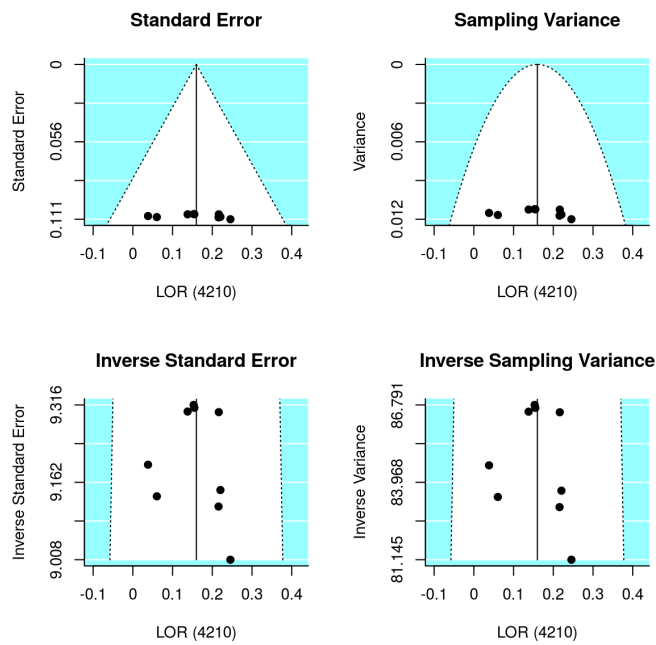 Standard Error
Standard Error
0
0.056
0.111
-0.1 0 0.1 0.2 0.3 0.4
LOR (4210)
Sampling Variance
Variance
0
0.006
0.012
-0.1 0 0.1 0.2 0.3 0.4
LOR (4210)
Inverse Standard Error
Inverse Standard Error
9.316
9.162
9.008
-0.1 0 0.1 0.2 0.3 0.4
LOR (4210)
Inverse Sampling Variance
Inverse Variance
86.791
83.968
81.145
-0.1 0 0.1 0.2 0.3 0.4
LOR (4210)